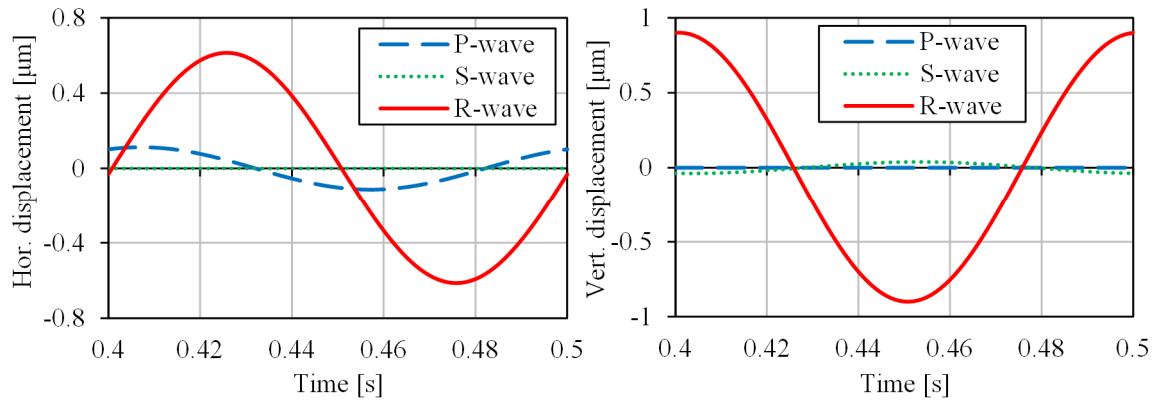 Hor. displacement [μm]
0.8
0.4
0
-0.4
-0.8
P-wave
S-wave
R-wave
0.4 0.42 0.44 0.46 0.48 0.5
Time [s]
Vert. displacement [μm]
1
0.5
0
-0.5
-1
P-wave
S-wave
R-wave
0.4 0.42 0.44 0.46 0.48 0.5
Time [s]